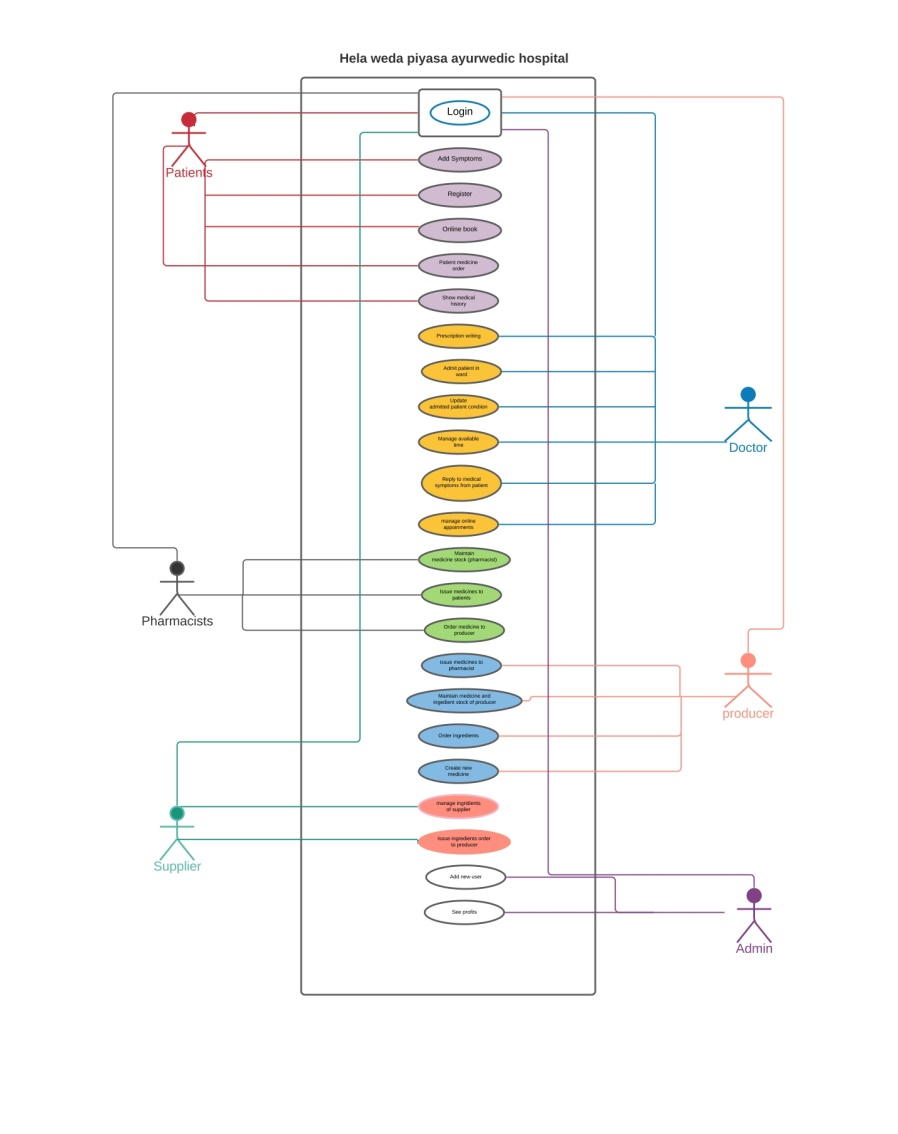 Hela weda piyasa ayurwedic hospital
Login
Patients
Add Symptoms
Register
Online book
Patient medicine
order
Show medical
history
Prescription writing
Admit patient in
ward
Update
admitted patient condiion
Manage available
time
Doctor
Reply to medical
symptoms from patient
manage online
appoinments
Maintain
medicine stock (pharmacist)
Issue medicines to
patients
Pharmacists
Order medicine to
producer
Issue medicines to
pharmacist
Maintain medicine and
ingedient stock of producer
producer
Order ingredients
Create new
medicine
manage ingridients
of supplier
Issue ingredients order
to producer
Supplier
Add new user
See profits
Admin